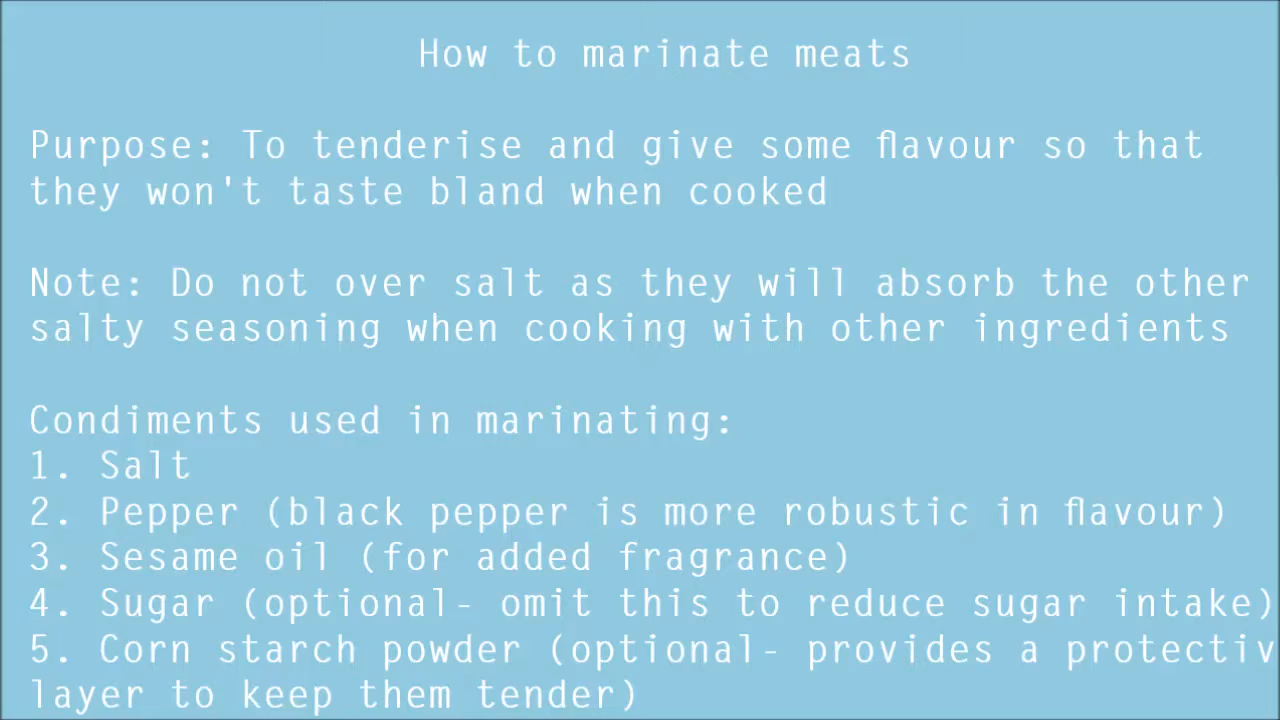 How to marinate meats
Purpose: To tenderise and give some flavour so that
they won't taste bland when cooked
Note: Do not over salt as they will absorb the other
salty seasoning when cooking with other ingredients
Condiments used in marinating:
1. Salt
2. Pepper (black pepper is more robustic in flavour)
3. Sesame oil (for added fragrance)
4. Sugar (optional- omit this to reduce sugar intake)
5. Corn starch powder (optional- provides a protectiv
layer to keep them tender)